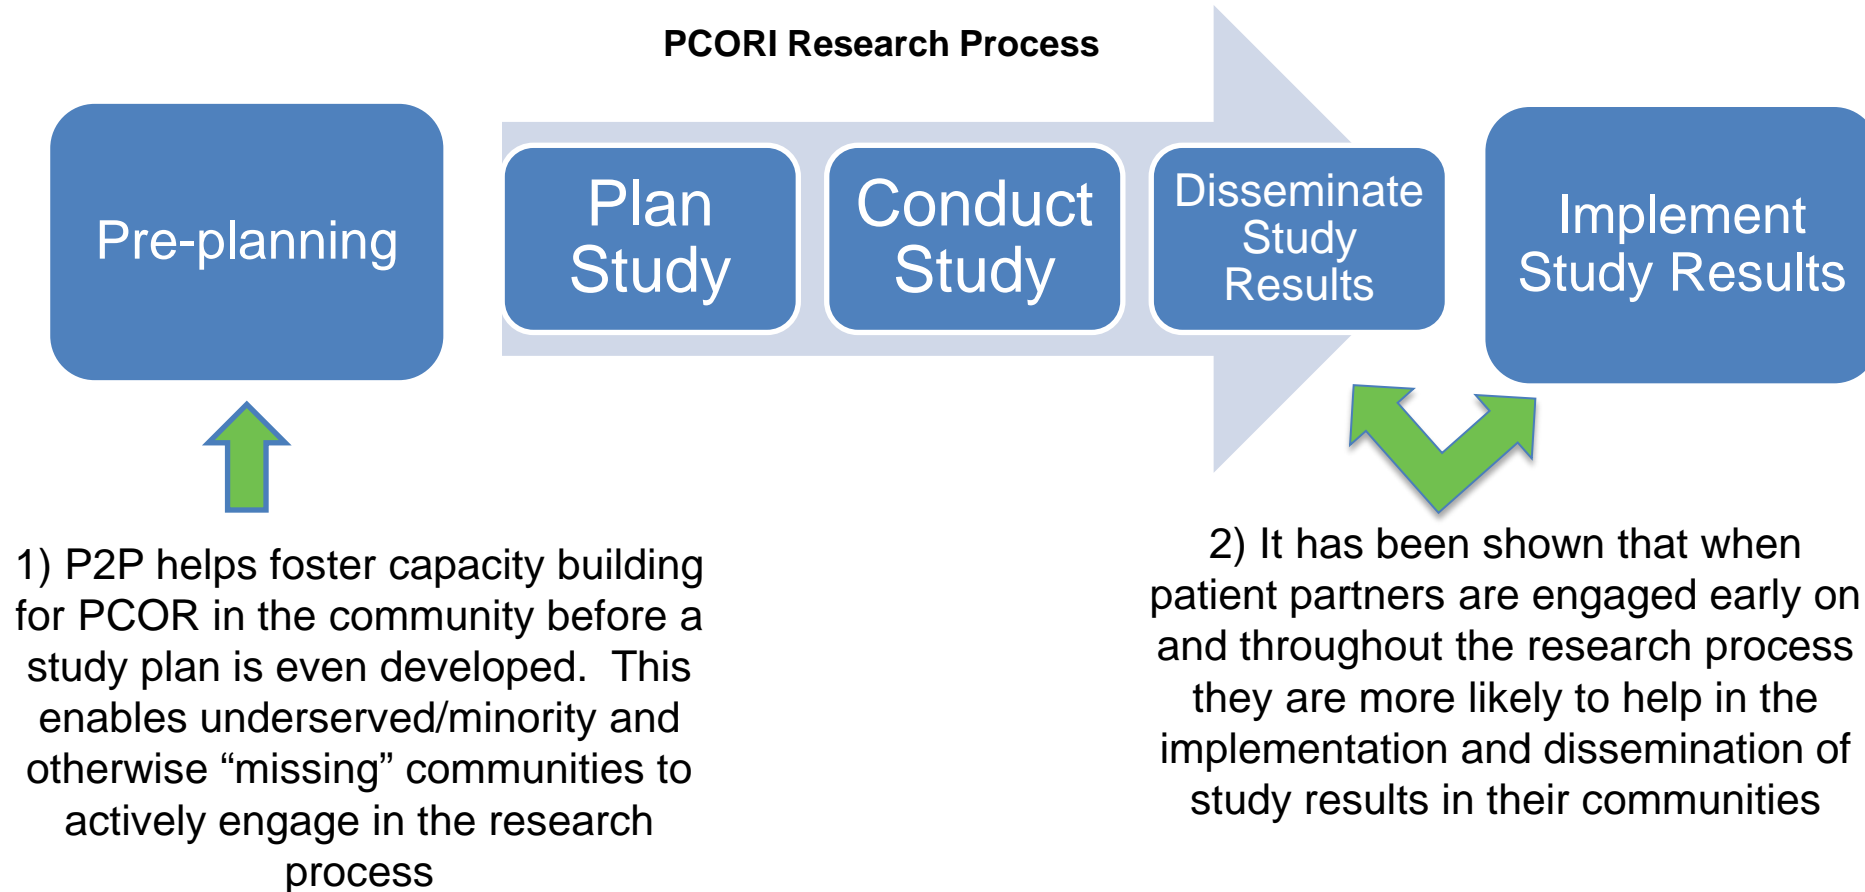 PCORI Research Process
Pre-planning
Plan
Study
Conduct
Study
Disseminate
Study
Results
Implement
Study Results
1) P2P helps foster capacity building
for PCOR in the community before a
study plan is even developed.  This
enables underserved/minority and
otherwise “missing” communities to
actively engage in the research
process
2) It has been shown that when
patient partners are engaged early on
and throughout the research process
they are more likely to help in the
implementation and dissemination of
study results in their communities